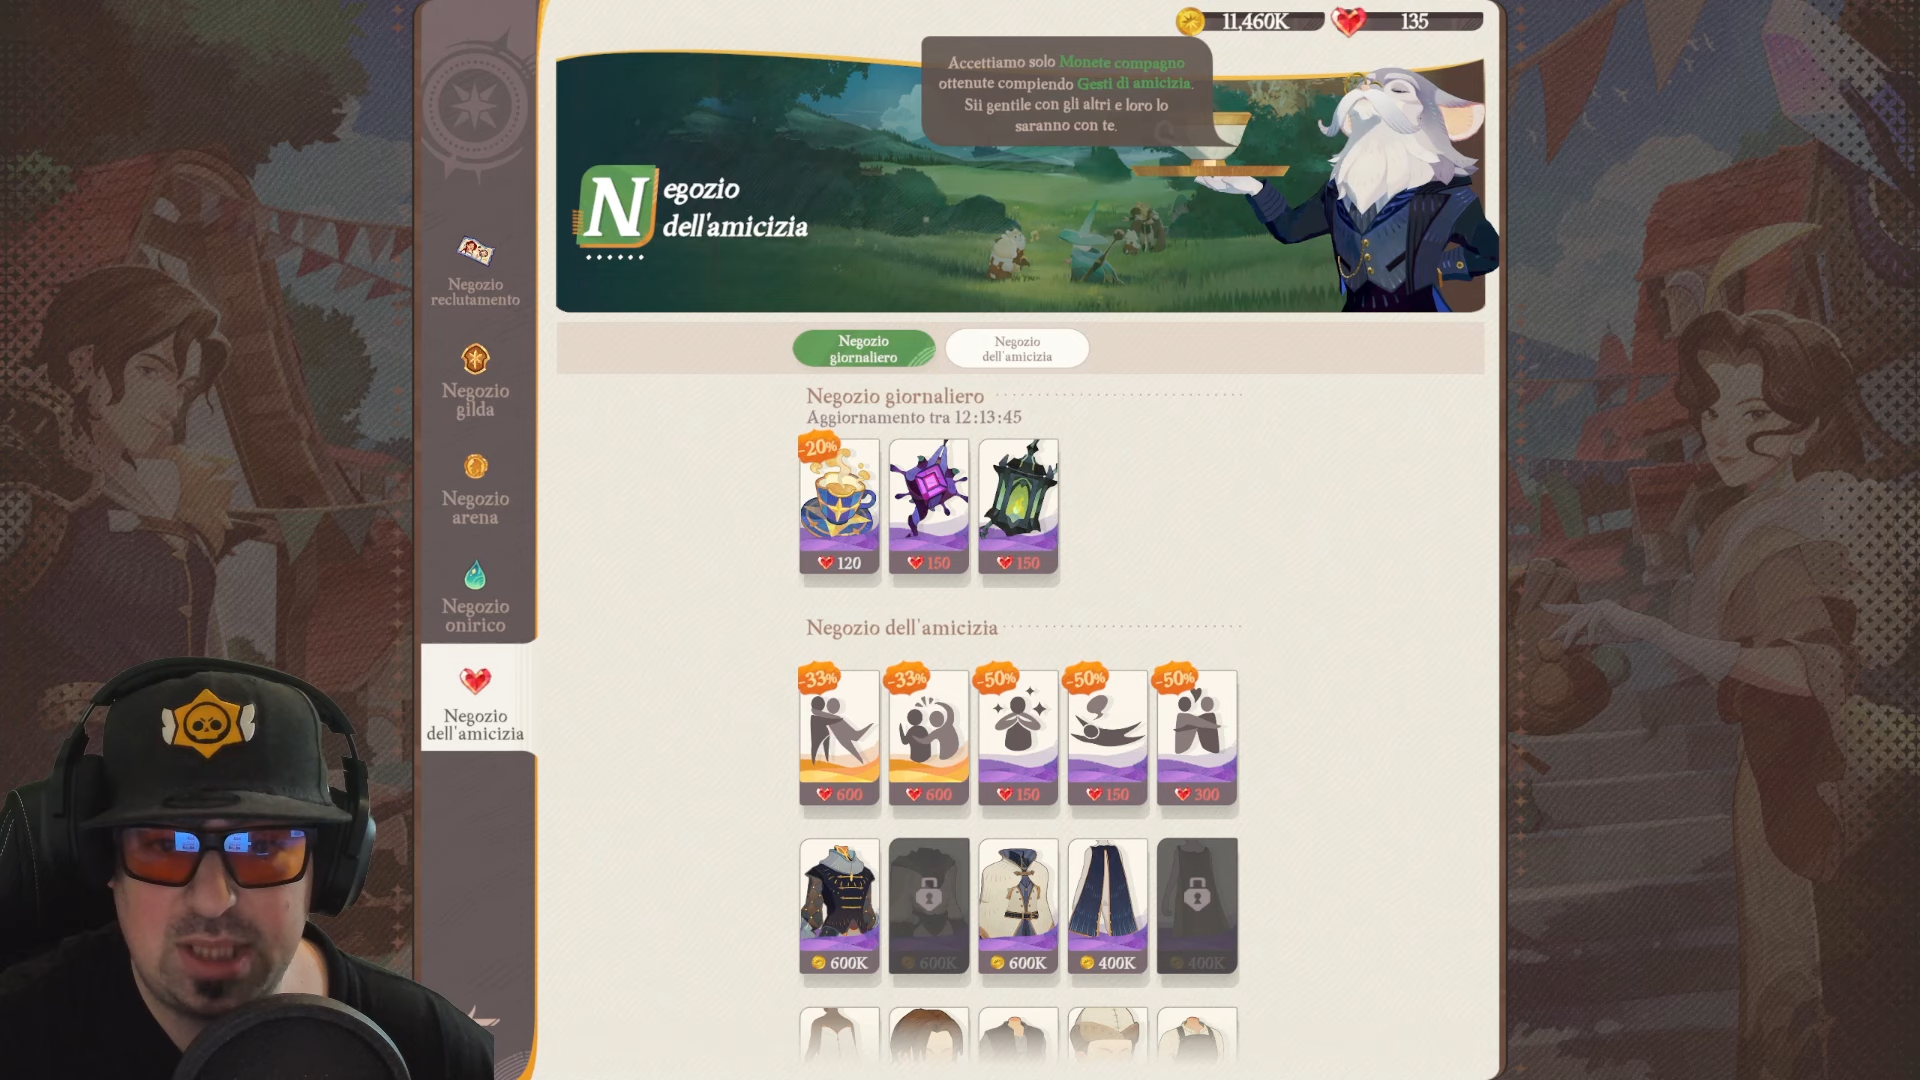 11,460K
135
Accettiamo solo Monete compagno
ottenute compiendo Gesti di amicizia.
Sii gentile con gli altri e loro lo
saranno con te.
Negozio
dell'amicizia
Negozio
reclutamento
Negozio
gilda
Negozio
arena
Negozio
onirico
Negozio
dell'amicizia
Negozio
giornaliero
Negozio
dell'amicizia
Negozio giornaliero
Aggiornamento tra 12:13:45
-20%
120
150
150
Negozio dell'amicizia
-33%
-33%
-50%
-50%
-50%
600
600
150
150
300
600K
600K
600K
400K
400K